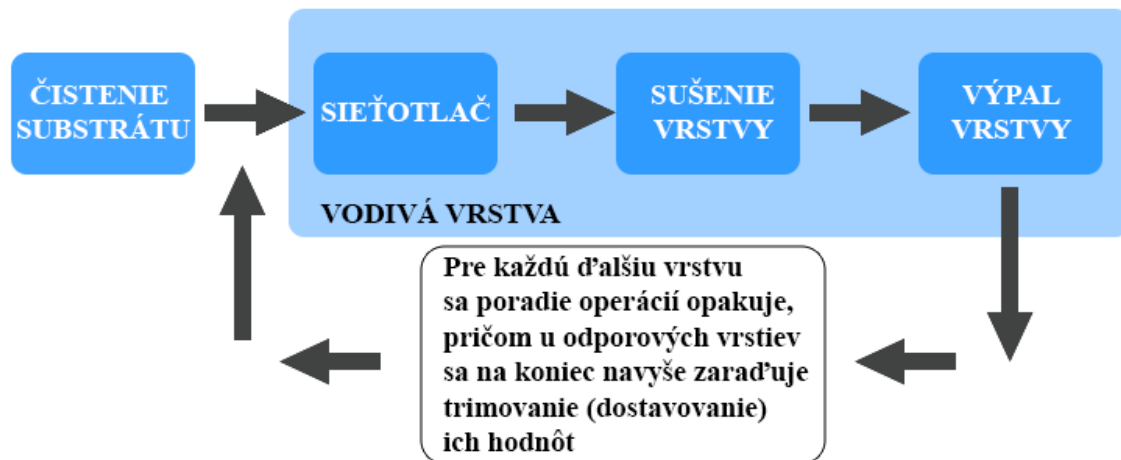 ČISTENIE
SUBSTRÁTU
SIEŤOTLAČ
SUŠENIE
VRSTVY
VÝPAL
VRSTVY
VODIVÁ VRSTVA
Pre každú ďalšiu vrstvu
sa poradie operácií opakuje,
pričom u odporových vrstiev
sa na koniec navyše zaraďuje
trimovanie (dostavovanie)
ich hodnôt